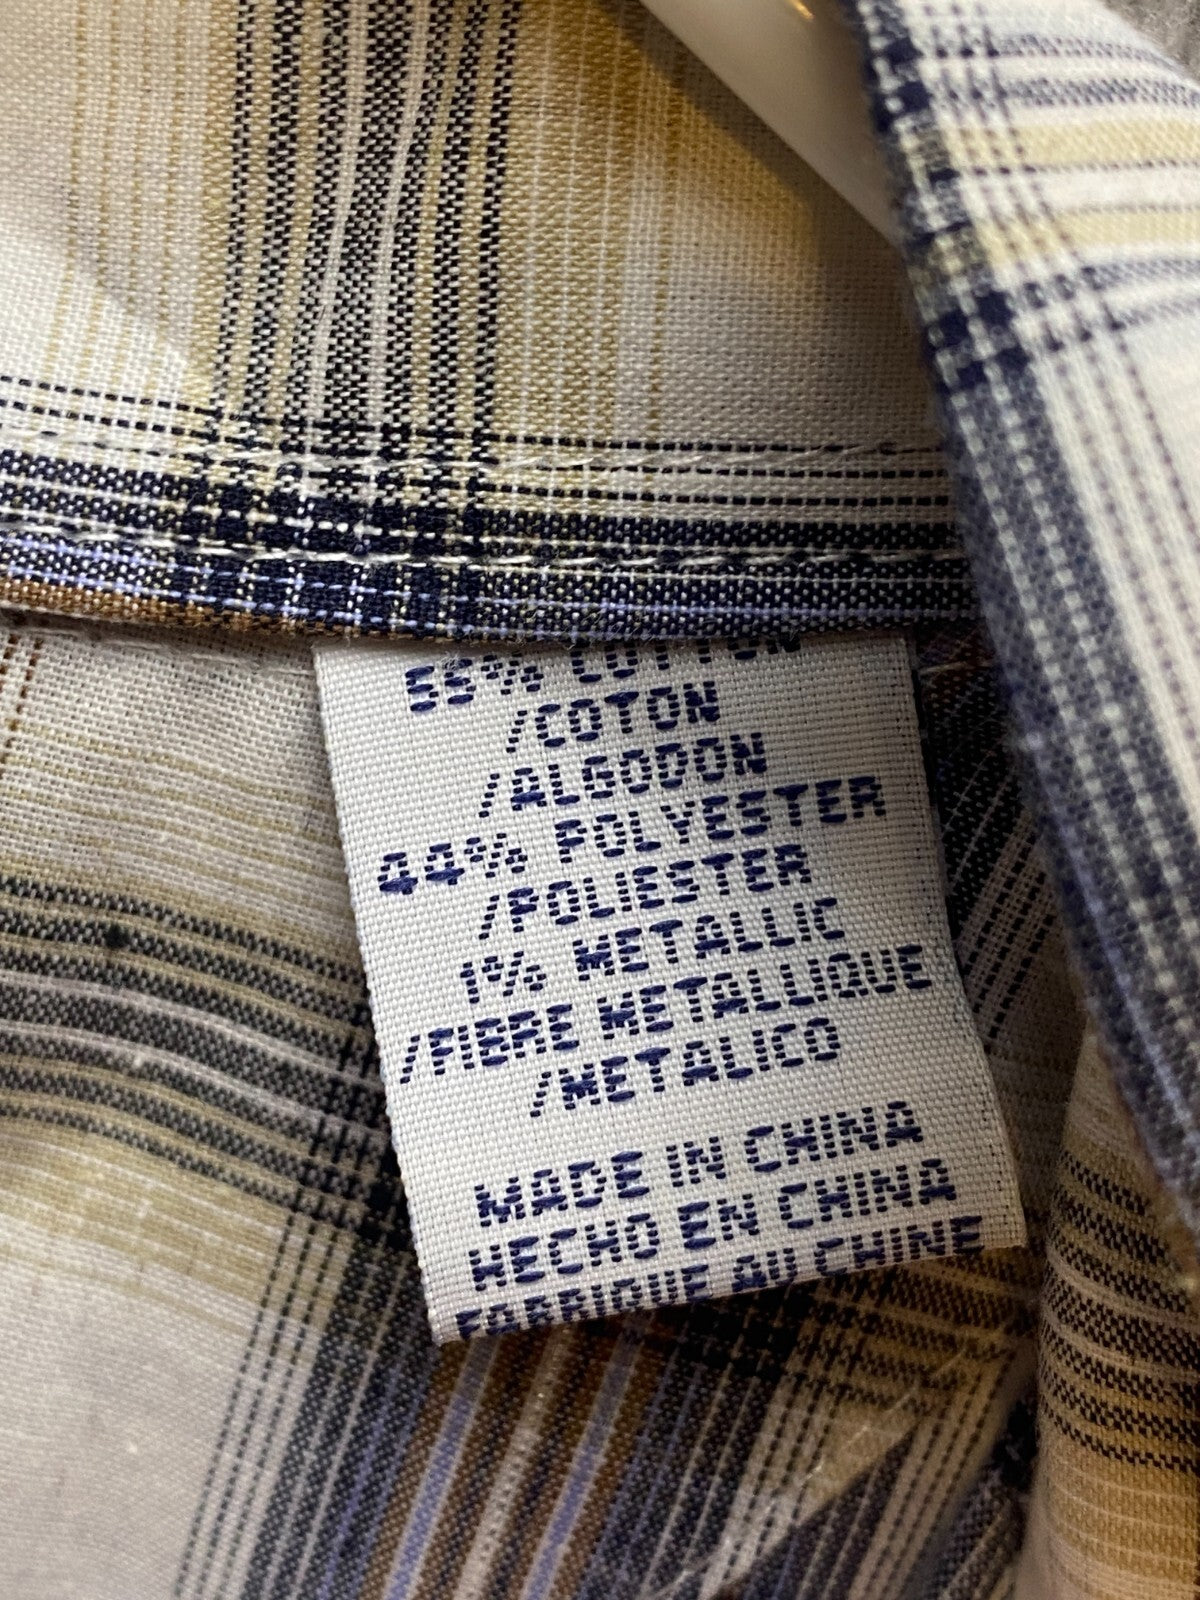 55% COTTON
/COTON
/ALGODON
44% POLYESTER
/POLIESTER
1% METALLIC
/FIBRE METALLIQUE
/METALICO
MADE IN CHINA
HECHO EN CHINA
FABRIQUE AU CHINE